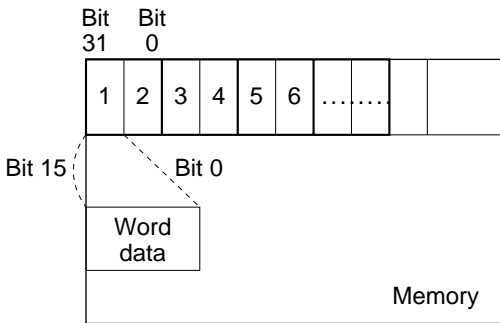 Bit Bit
31 0
1 2 3 4 5 6 ........
Bit 15 Bit 0
Word
data
Memory